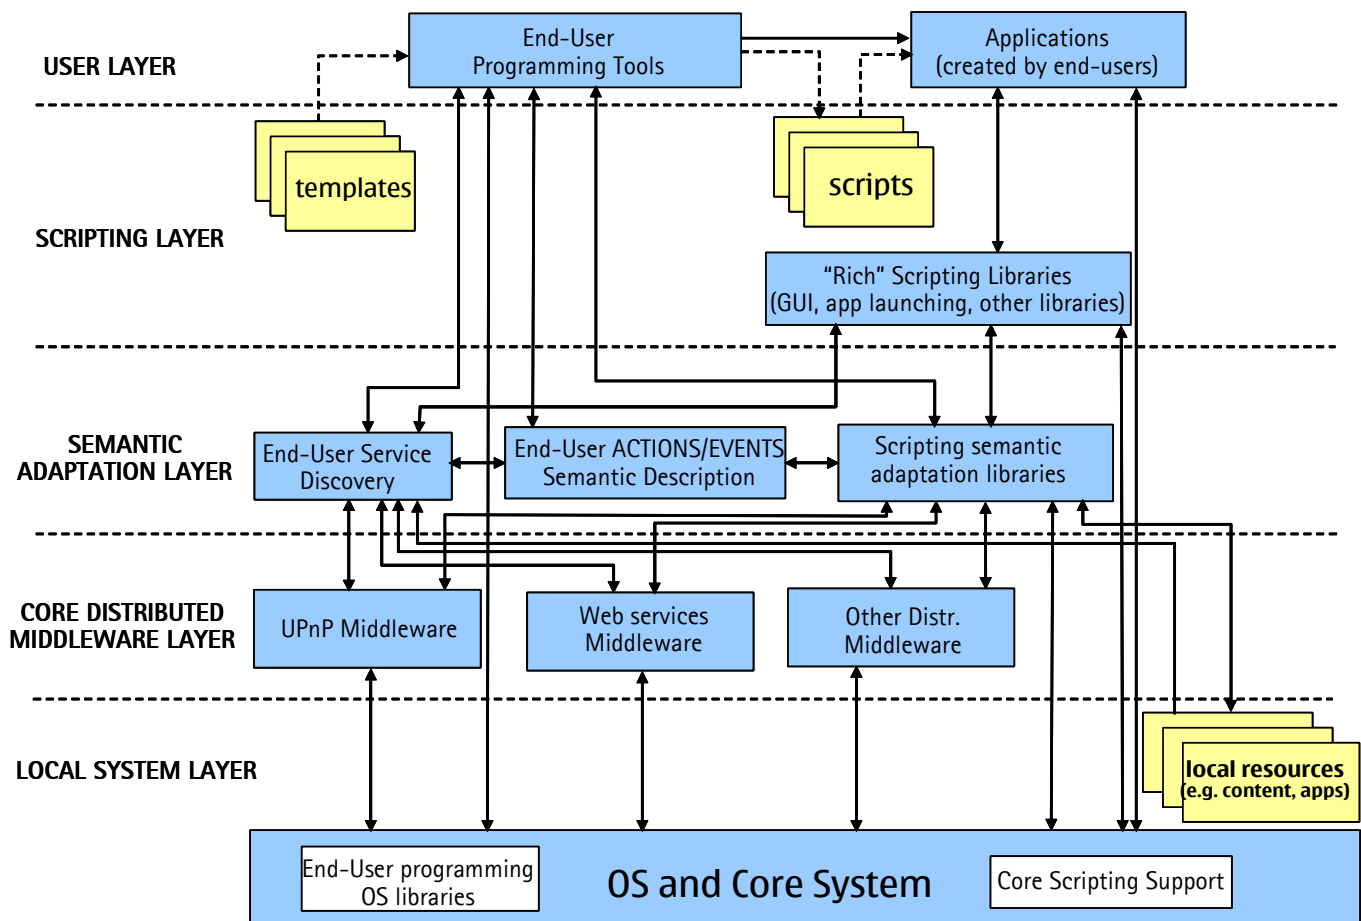 USER LAYER
End-User
Programming Tools
Applications
(created by end-users)
templates
scripts
SCRIPTING LAYER
“Rich” Scripting Libraries
(GUI, app launching, other libraries)
SEMANTIC
ADAPTATION LAYER
End-User Service
Discovery
End-User ACTIONS/EVENTS
Semantic Description
Scripting semantic
adaptation libraries
CORE DISTRIBUTED
MIDDLEWARE LAYER
UPnP Middleware
Web services
Middleware
Other Distr.
Middleware
LOCAL SYSTEM LAYER
local resources
(e.g. content, apps)
End-User programming
OS libraries
OS and Core System
Core Scripting Support